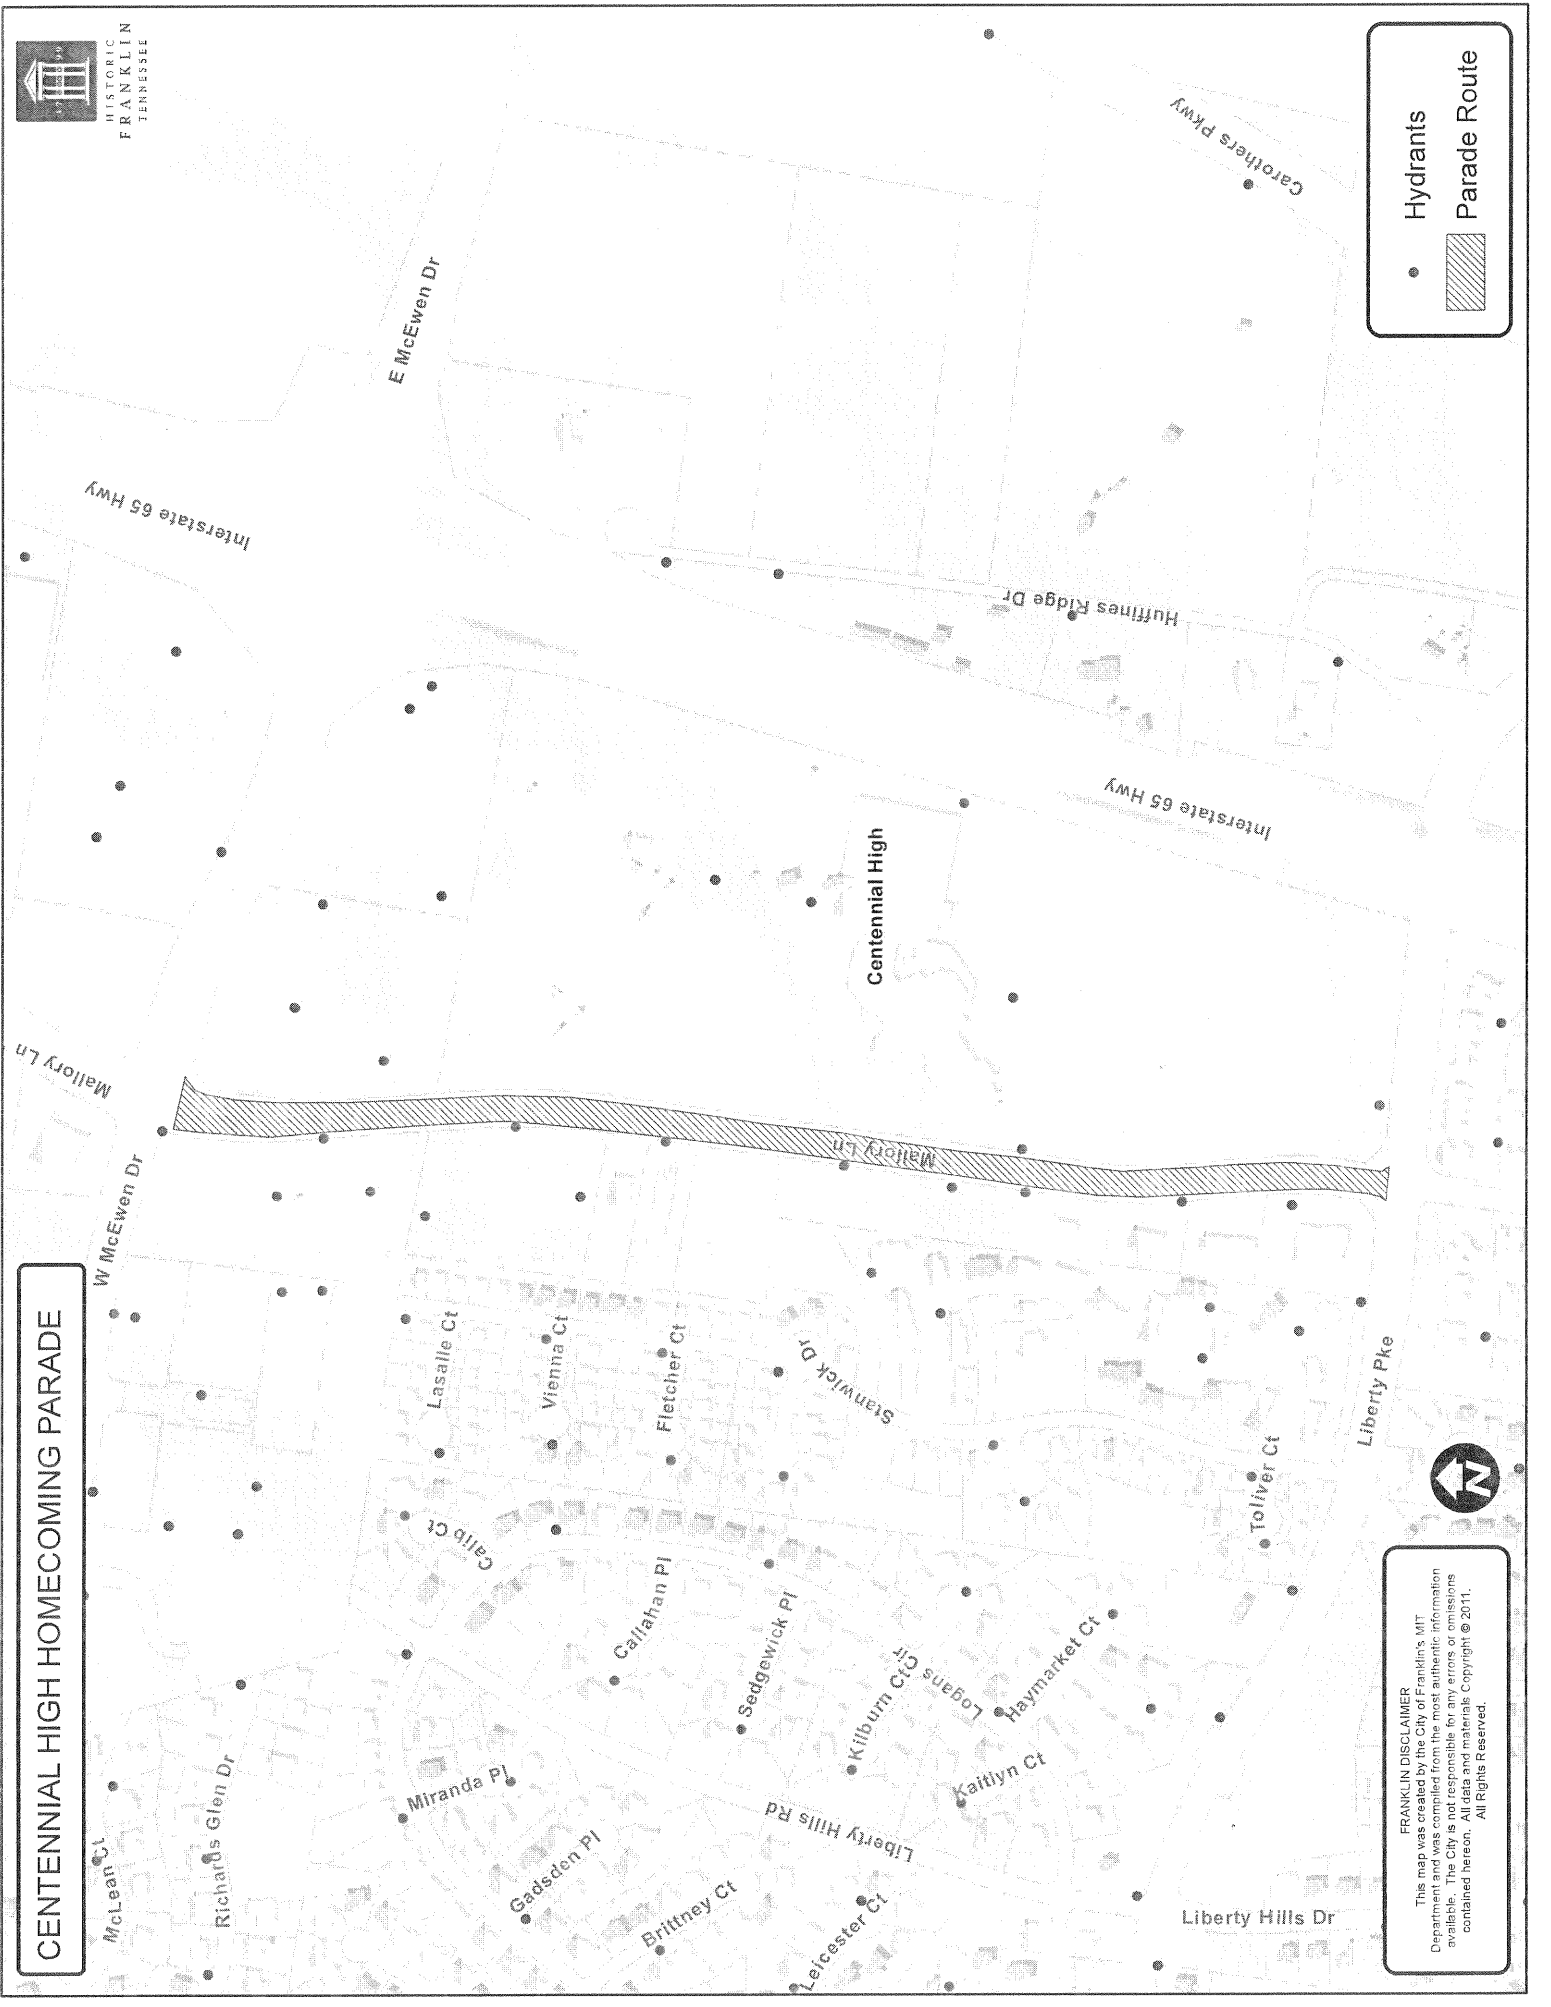 CENTENNIAL HIGH HOMECOMING PARADE
HISTORIC
FRANKLIN
TENNESSEE
McLean Ct
W McEwen Dr
Mallory Ln
Interstate 65 Hwy
E McEwen Dr
Richards Glen Dr
Miranda Pl
Calib Ct
Lasalle Ct
Gadsden Pl
Vienna Ct
Brittney Ct
Callahan Pl
Fletcher Ct
Sedgewick Pl
Stanwick Dr
Mallory Ln
Centennial High
Huffines Ridge Dr
Liberty Hills Rd
Leicester Ct
Kilburn Ct
Logans Cir
Kaitlyn Ct
Haymarket Ct
Interstate 65 Hwy
Carothers Pkwy
Liberty Hills Dr
Toliver Ct
Liberty Pke
N
Hydrants
Parade Route
FRANKLIN DISCLAIMER
This map was created by the City of Franklin's MIT
Department and was compiled from the most authentic information
available. The City is not responsible for any errors or omissions
contained hereon. All data and materials Copyright © 2011.
All Rights Reserved.